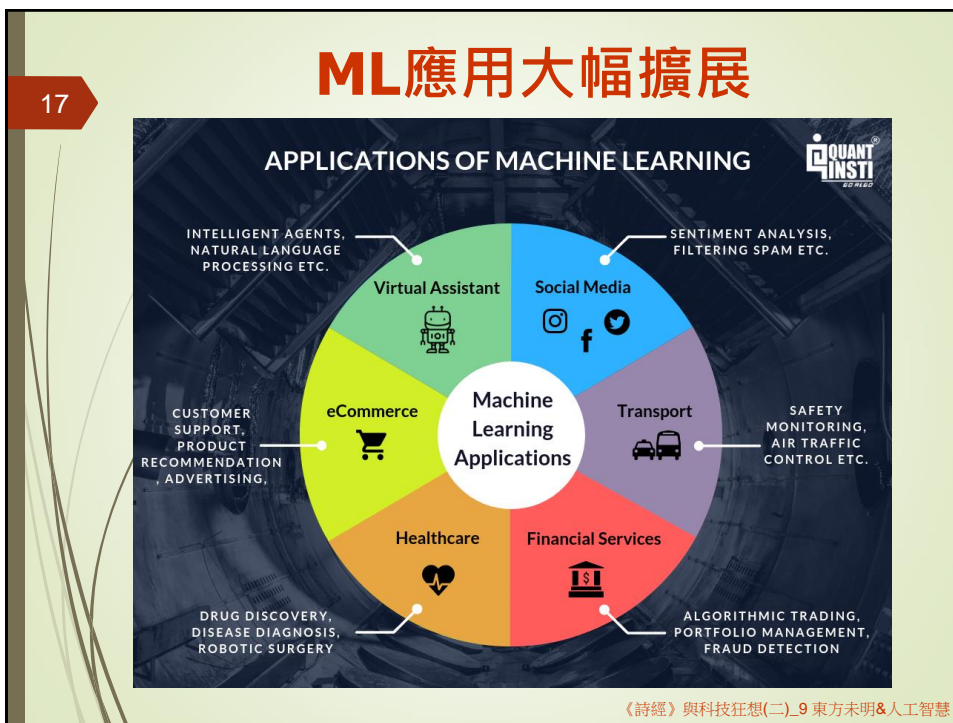 ML應用大幅擴展
17
APPLICATIONS OF MACHINE LEARNING
QUANT
INSTI
®
GO ALGO
INTELLIGENT AGENTS,
NATURAL LANGUAGE
PROCESSING ETC.
SENTIMENT ANALYSIS,
FILTERING SPAM ETC.
Virtual Assistant
Social Media
eCommerce
Machine
Learning
Applications
Transport
CUSTOMER
SUPPORT,
PRODUCT
RECOMMENDATION
, ADVERTISING,
SAFETY
MONITORING,
AIR TRAFFIC
CONTROL ETC.
Healthcare
Financial Services
$
DRUG DISCOVERY,
DISEASE DIAGNOSIS,
ROBOTIC SURGERY
ALGORITHMIC TRADING,
PORTFOLIO MANAGEMENT,
FRAUD DETECTION
《詩經》與科技狂想(二)_9 東方未明&人工智慧